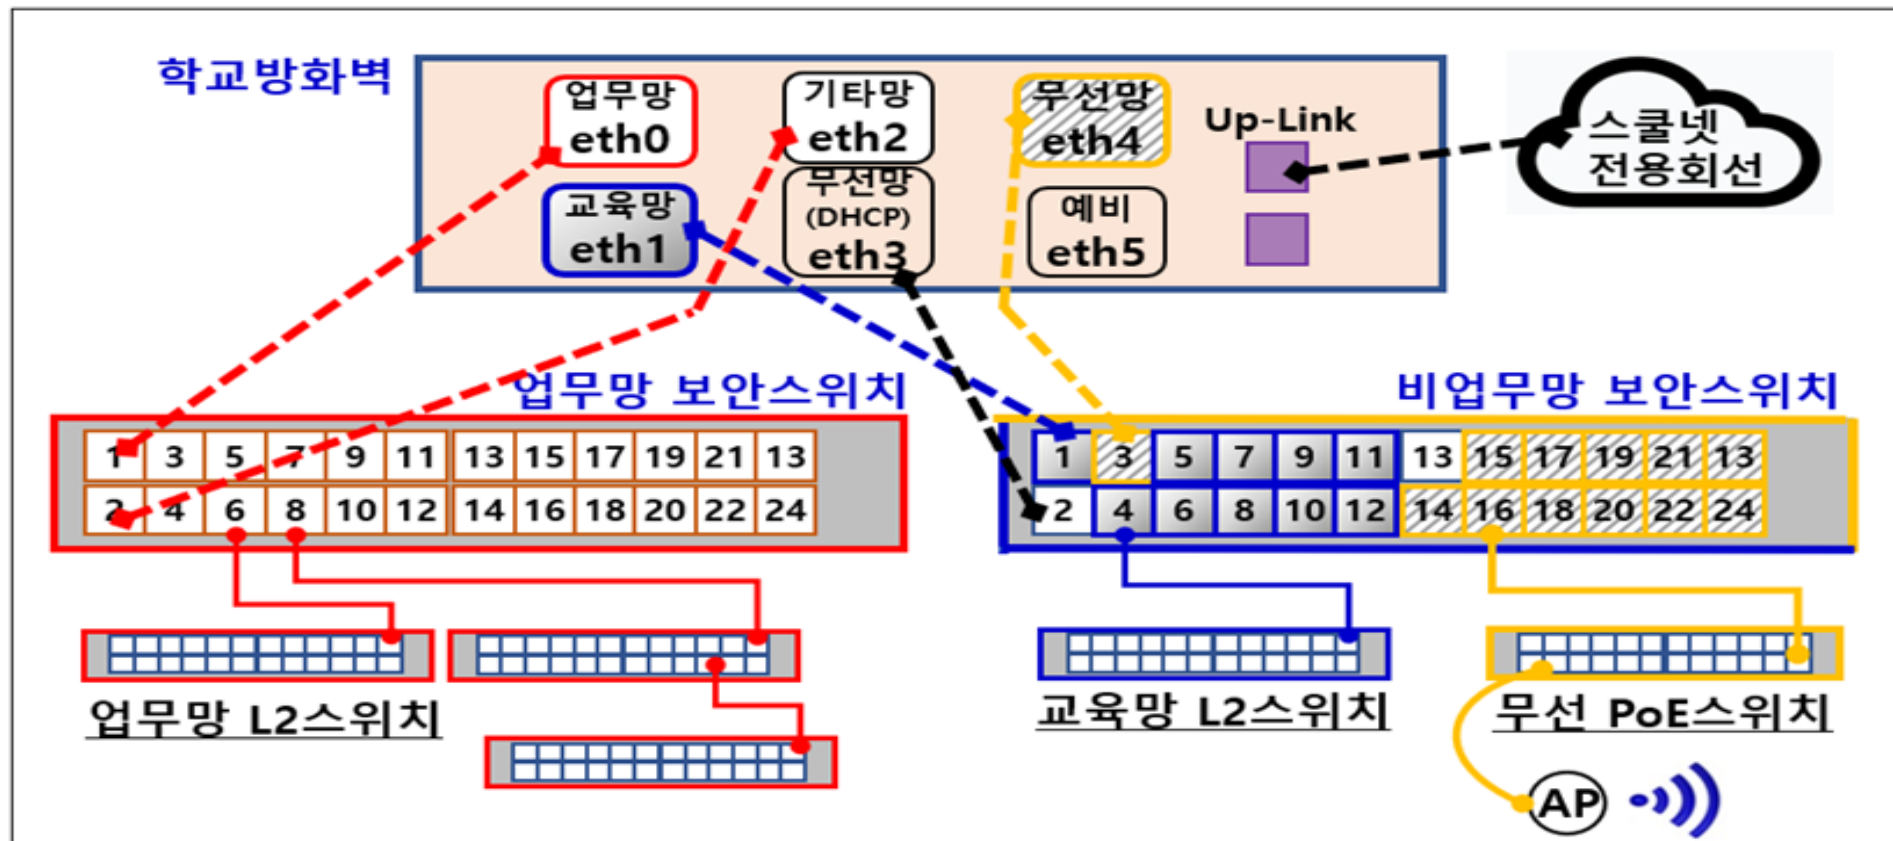 학교방화벽
업무망
eth0
기타망
eth2
무선망
eth4
Up-Link
스쿨넷
전용회선
교육망
eth1
무선망
(DHCP)
eth3
예비
eth5
업무망 보안스위치
비업무망 보안스위치
1 3 5 7 9 11 13 15 17 19 21 13
2 4 6 8 10 12 14 16 18 20 22 24
1 3 5 7 9 11 13 15 17 19 21 13
2 4 6 8 10 12 14 16 18 20 22 24
업무망 L2스위치
교육망 L2스위치
무선 PoE스위치
AP